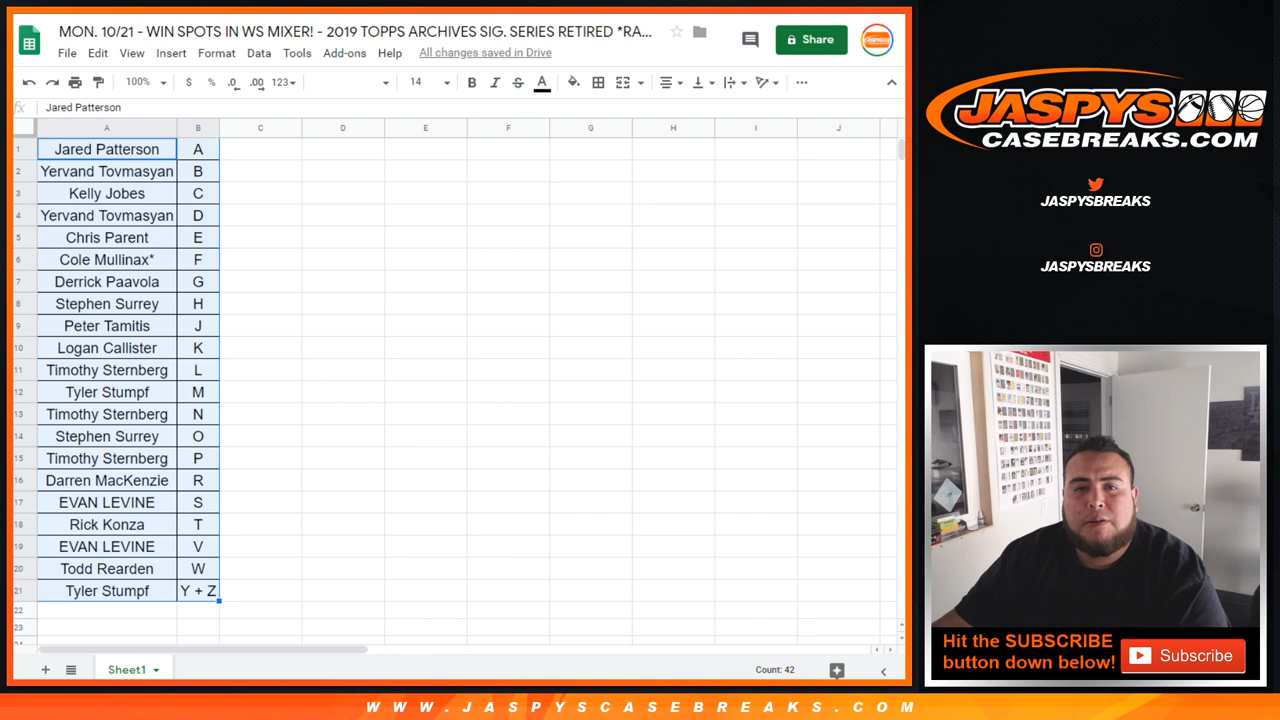 MON. 10/21 - WIN SPOTS IN WS MIXER! - 2019 TOPPS ARCHIVES SIG. SERIES RETIRED *RA...
File Edit View Insert Format Data Tools Add-ons Help All changes saved in Drive
Share
100% $ % .0 .00 123 14 B I S A
fx Jared Patterson
A B C D E F G H I J
1 Jared Patterson A
2 Yervand Tovmasyan B
3 Kelly Jobes C
4 Yervand Tovmasyan D
5 Chris Parent E
6 Cole Mullinax* F
7 Derrick Paavola G
8 Stephen Surrey H
9 Peter Tamitis J
10 Logan Callister K
11 Timothy Sternberg L
12 Tyler Stumpf M
13 Timothy Sternberg N
14 Stephen Surrey O
15 Timothy Sternberg P
16 Darren MacKenzie R
17 EVAN LEVINE S
18 Rick Konza T
19 EVAN LEVINE V
20 Todd Rearden W
21 Tyler Stumpf Y + Z
22
23
Sheet1
Count: 42
JASPYS
CASEBREAKS.COM
JASPYSBREAKS
JASPYSBREAKS
Hit the SUBSCRIBE
button down below!
Subscribe
WWW.JASPYSCASEBREAKS.COM